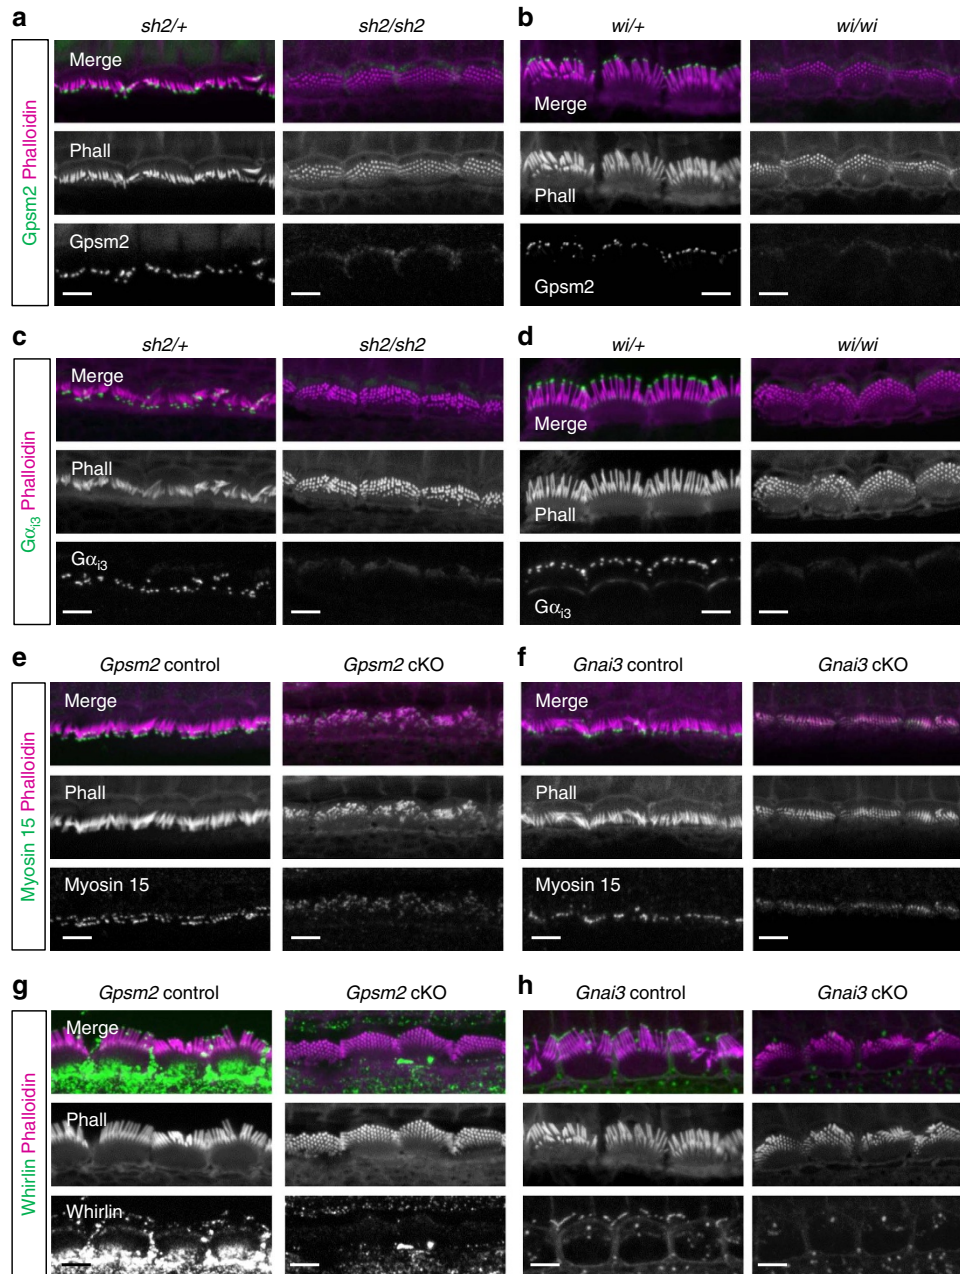 a
sh2/+
sh2/sh2
b
wi/+
wi/wi
Gpsm2 Phalloidin
Merge
Merge
Phall
Phall
Gpsm2
Gpsm2
c
sh2/+
sh2/sh2
d
wi/+
wi/wi
Gαi3 Phalloidin
Merge
Merge
Phall
Phall
Gαi3
Gαi3
e
Gpsm2 control
Gpsm2 cKO
f
Gnai3 control
Gnai3 cKO
Myosin 15 Phalloidin
Merge
Merge
Phall
Phall
Myosin 15
Myosin 15
g
Gpsm2 control
Gpsm2 cKO
h
Gnai3 control
Gnai3 cKO
Whirlin Phalloidin
Merge
Phall
Whirlin